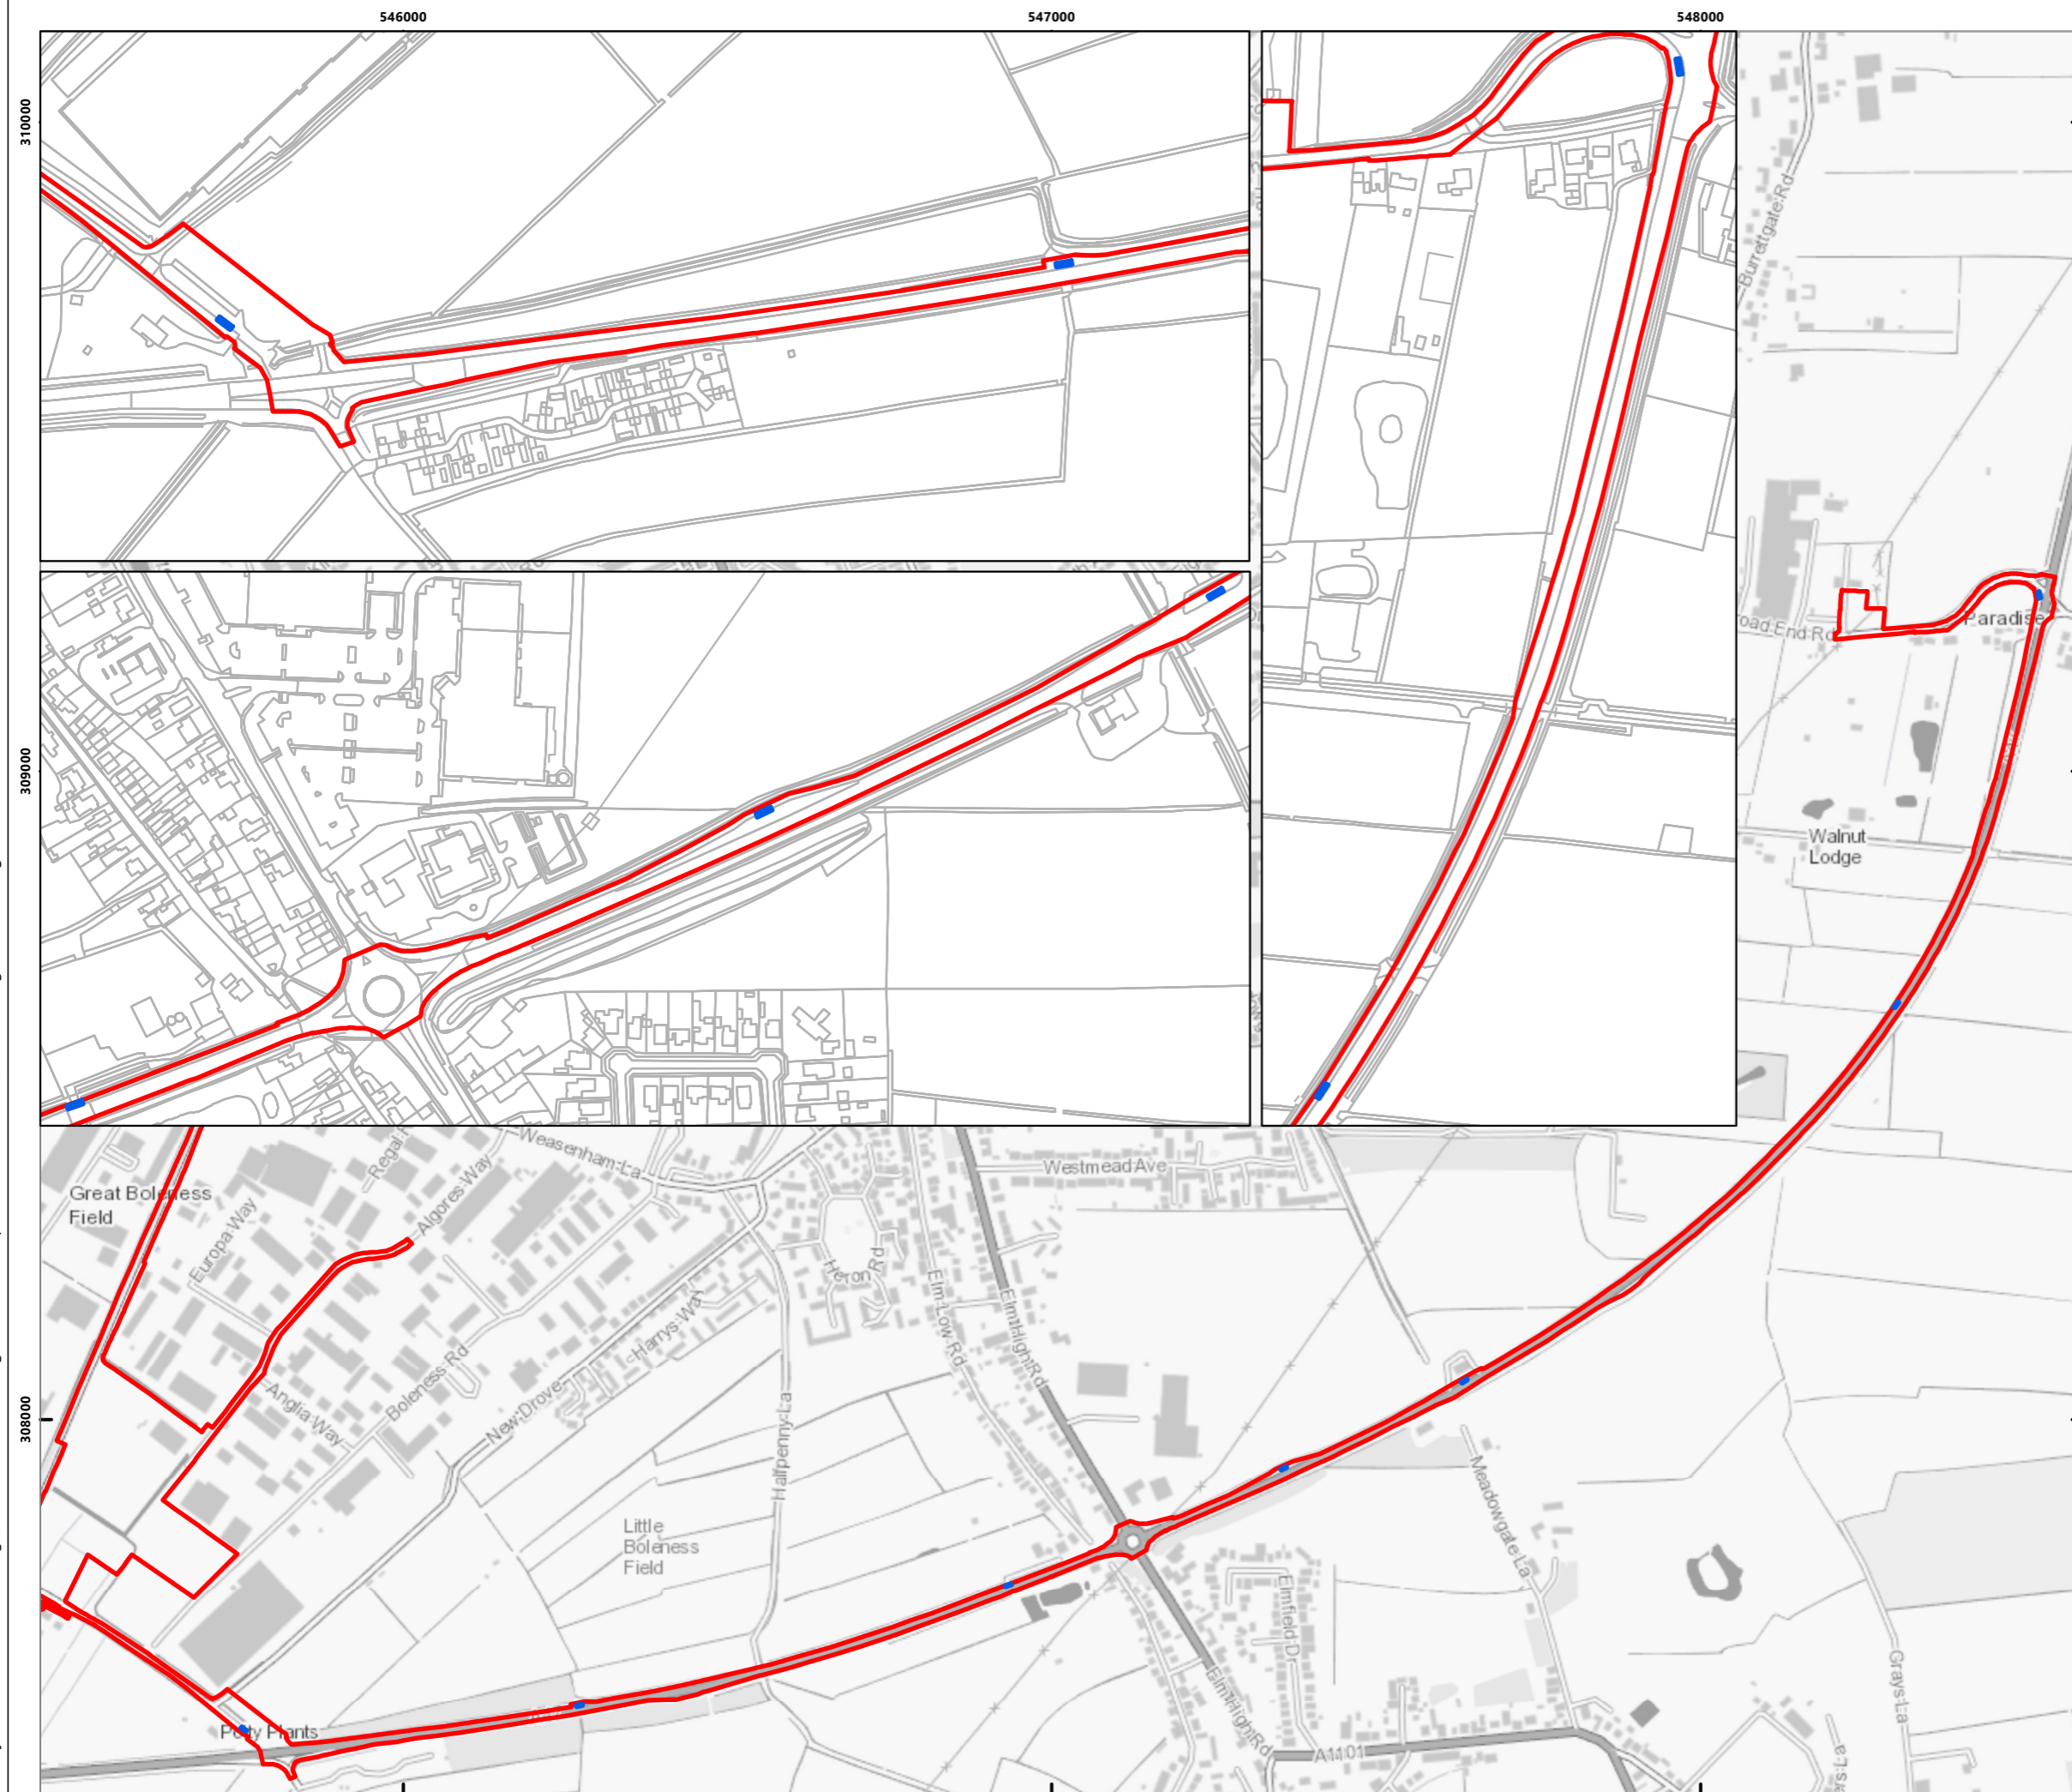 546000
547000
548000
310000
309000
308000
Burrettgate Rd
Paradise
Walnut
Lodge
Great Boleness
Field
Europa Way
Algores Way
Weasenham La
Westmead Ave
Heron Rd
Elm Low Rd
Elm High Rd
Harrys Way
New Drove
Boleness Rd
Anglia Way
Halfpenny La
Little
Boleness
Field
Meadowgate La
Elmfield Dr
Elm High Rd
Grays La
A1101